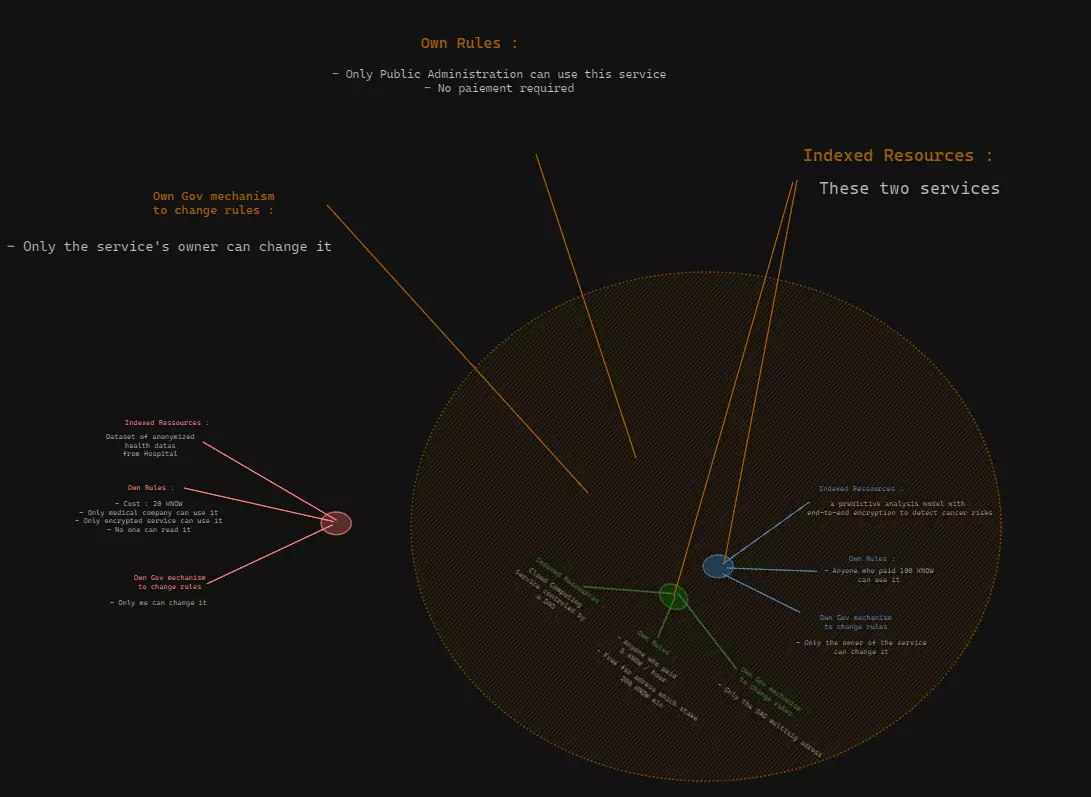 Own Rules :
- Only Public Administration can use this service
- No paiement required
Indexed Resources :
These two services
Own Gov mechanism
to change rules :
- Only the service's owner can change it
Indexed Ressources :
Dataset of anonymized
health datas
from Hospital
Own Rules :
- Cost : 20 KNOW
- Only medical company can use it
- Only encrypted service can use it
- No one can read it
Own Gov mechanism
to change rules
- Only me can change it
Indexed Ressources :
a predictive analysis model with
end-to-end encryption to detect cancer risks
Own Rules :
- Anyone who paid 100 KNOW
can use it
Own Gov mechanism
to change rules
- Only the owner of the service
can change it
Indexed Ressources :
Cloud Computing
Service controled by
a DAO
Own Rules :
- Anyone who paid
5 KNOW / hour
- Free for adress which stake
200 KNOW min
Own Gov mechanism
to change rules
- Only the DAO multisig adress